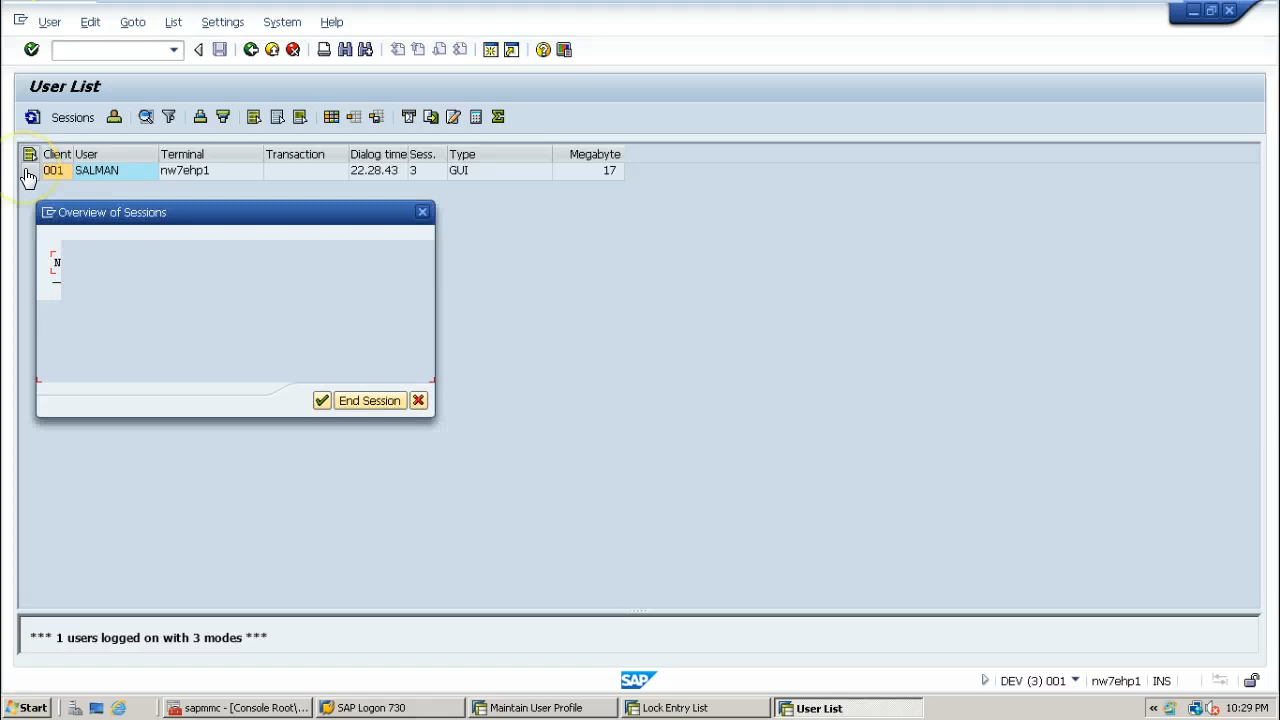 User Edit Goto List Settings System Help
User List
Sessions
Client User Terminal Transaction Dialog time Sess. Type Megabyte
001 SALMAN nw7ehp1 22.28.43 3 GUI 17
Overview of Sessions
N
End Session
*** 1 users logged on with 3 modes ***
SAP
DEV (3) 001 nw7ehp1 INS
Start sapmmc - [Console Root\... SAP Logon 730 Maintain User Profile Lock Entry List User List 10:29 PM